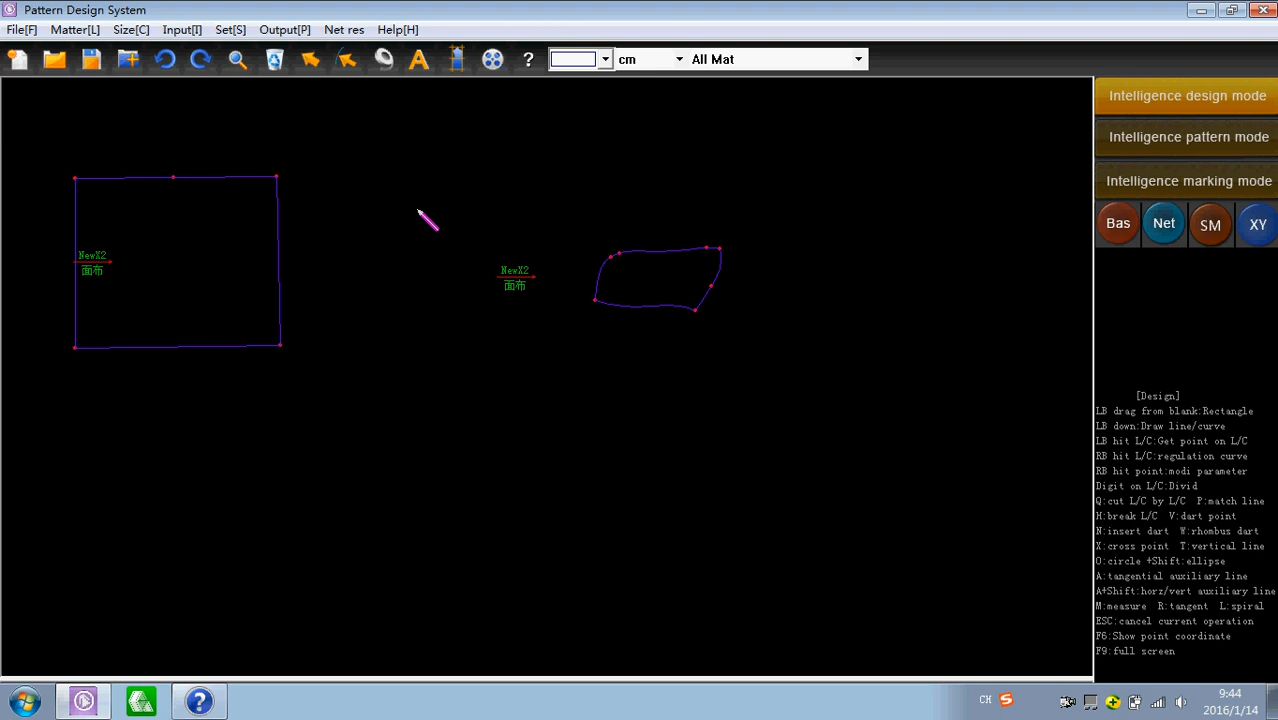 Pattern Design System
File[F] Matter[L] Size[C] Input[I] Set[S] Output[P] Net res Help[H]
A ? cm All Mat
Intelligence design mode
Intelligence pattern mode
Intelligence marking mode
Bas Net SM XY
NewX2
面布
NewX2
面布
[Design]
LB drag from blank:Rectangle
LB down:Draw line/curve
LB hit L/C:Get point on L/C
RB hit L/C:regulation curve
RB hit point:modi parameter
Digit on L/C:Divid
Q:cut L/C by L/C P:match line
H:break L/C V:dart point
N:insert dart W:rhombus dart
X:cross point T:vertical line
O:circle +Shift:ellipse
A:tangential auxiliary line
A+Shift:horz/vert auxiliary line
M:measure R:tangent L:spiral
ESC:cancel current operation
F6:Show point coordinate
F9:full screen
? CH S 9:44
2016/1/14